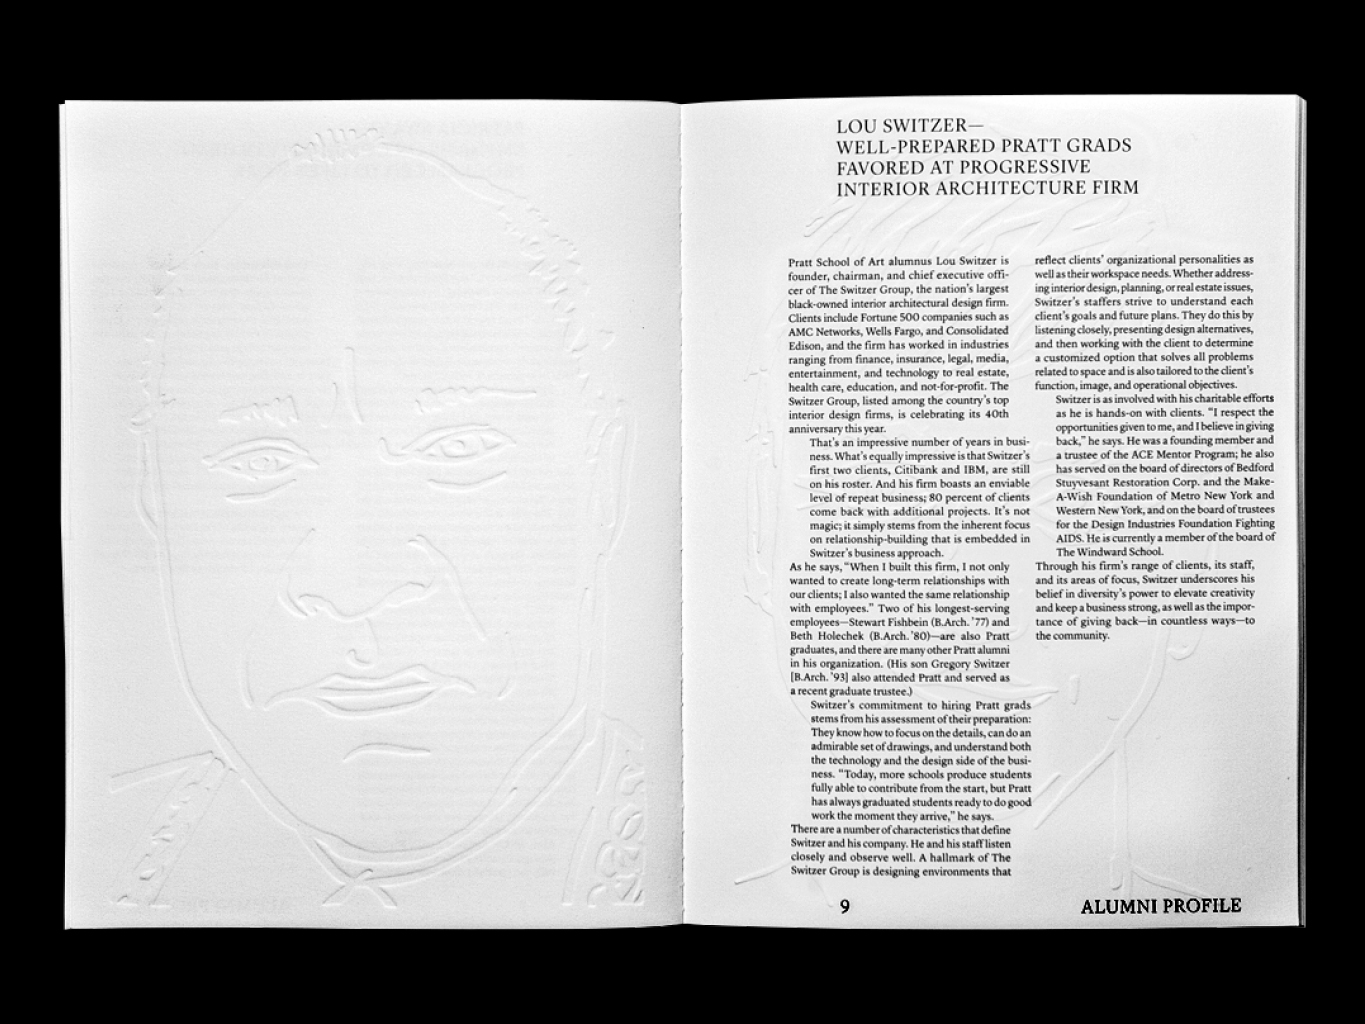 LOU SWITZER—
WELL-PREPARED PRATT GRADS
FAVORED AT PROGRESSIVE
INTERIOR ARCHITECTURE FIRM
Pratt School of Art alumnus Lou Switzer is
founder, chairman, and chief executive offi-
cer of The Switzer Group, the nation's largest
black-owned interior architectural design firm.
Clients include Fortune 500 companies such as
AMC Networks, Wells Fargo, and Consolidated
Edison, and the firm has worked in industries
ranging from finance, insurance, legal, media,
entertainment, and technology to real estate,
health care, education, and not-for-profit. The
Switzer Group, listed among the country's top
interior design firms, is celebrating its 40th
anniversary this year.
That's an impressive number of years in busi-
ness. What's equally impressive is that Switzer's
first two clients, Citibank and IBM, are still
on his roster. And his firm boasts an enviable
level of repeat business; 80 percent of clients
come back with additional projects. It's not
magic; it simply stems from the inherent focus
on relationship-building that is embedded in
Switzer's business approach.
As he says, “When I built this firm, I not only
wanted to create long-term relationships with
our clients; I also wanted the same relationship
with employees.” Two of his longest-serving
employees—Stewart Fishbein (B.Arch. ’77) and
Beth Holechek (B.Arch. ’80)—are also Pratt
graduates, and there are many other Pratt alumni
in his organization. (His son Gregory Switzer
[B.Arch. ’93] also attended Pratt and served as
a recent graduate trustee.)
Switzer's commitment to hiring Pratt grads
stems from his assessment of their preparation:
They know how to focus on the details, can do an
admirable set of drawings, and understand both
the technology and the design side of the busi-
ness. “Today, more schools produce students
fully able to contribute from the start, but Pratt
has always graduated students ready to do good
work the moment they arrive,” he says.
There are a number of characteristics that define
Switzer and his company. He and his staff listen
closely and observe well. A hallmark of The
Switzer Group is designing environments that
reflect clients' organizational personalities as
well as their workspace needs. Whether address-
ing interior design, planning, or real estate issues,
Switzer's staffers strive to understand each
client's goals and future plans. They do this by
listening closely, presenting design alternatives,
and then working with the client to determine
a customized option that solves all problems
related to space and is also tailored to the client's
function, image, and operational objectives.
Switzer is as involved with his charitable efforts
as he is hands-on with clients. “I respect the
opportunities given to me, and I believe in giving
back,” he says. He was a founding member and
a trustee of the ACE Mentor Program; he also
has served on the board of directors of Bedford
Stuyvesant Restoration Corp. and the Make-
A-Wish Foundation of Metro New York and
Western New York, and on the board of trustees
for the Design Industries Foundation Fighting
AIDS. He is currently a member of the board of
The Windward School.
Through his firm's range of clients, its staff,
and its areas of focus, Switzer underscores his
belief in diversity's power to elevate creativity
and keep a business strong, as well as the impor-
tance of giving back—in countless ways—to
the community.
9
ALUMNI PROFILE